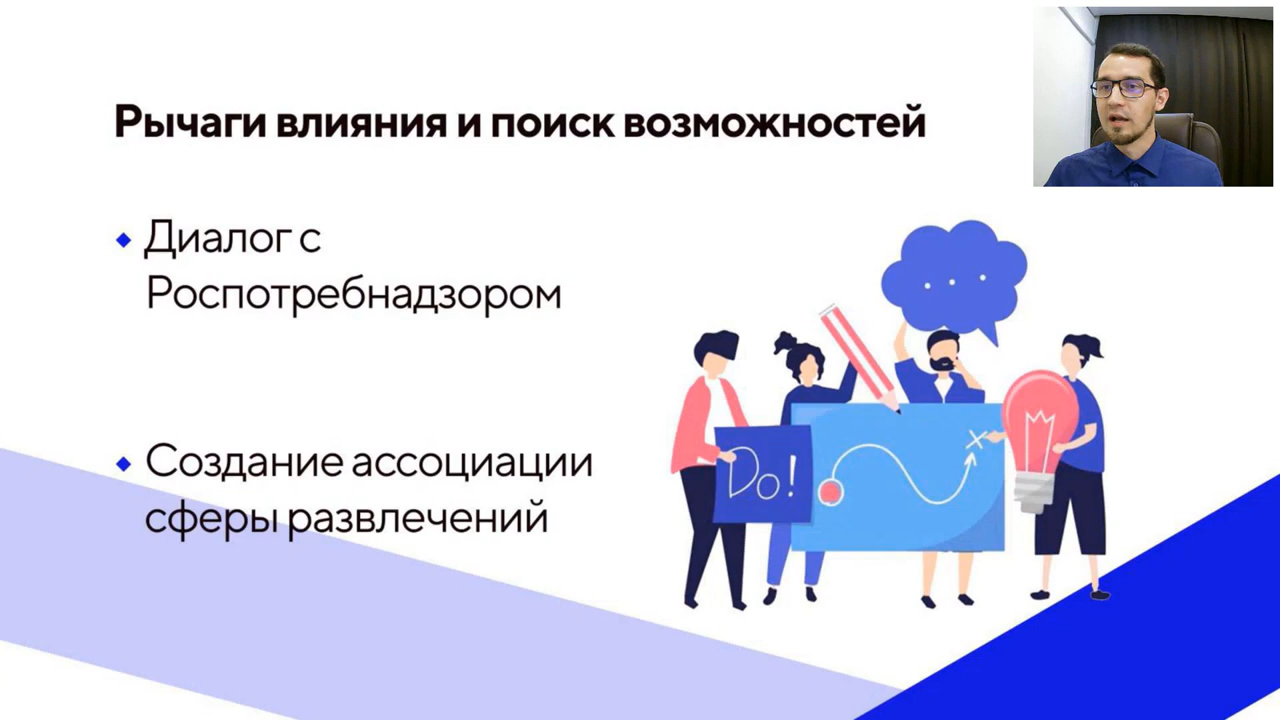 Рычаги влияния и поиск возможностей
Диалог с
Роспотребнадзором
Создание ассоциации
сферы развлечений
Do!